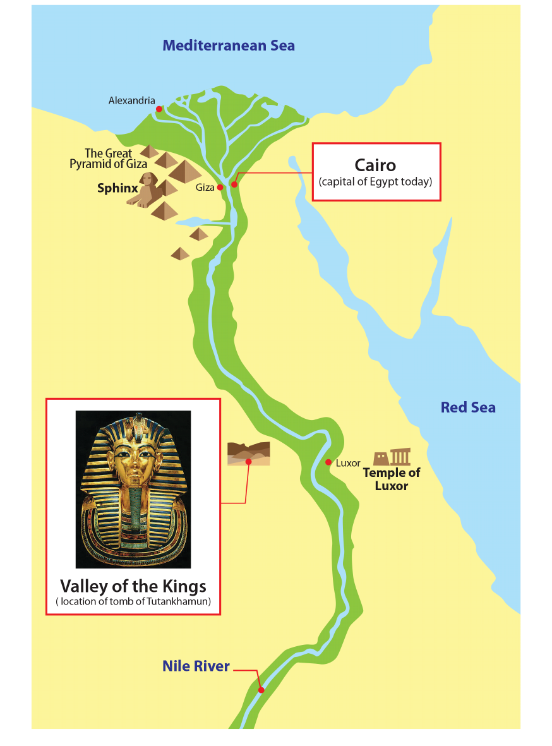 Mediterranean Sea
Alexandria
The Great
Pyramid of Giza
Sphinx
Giza
Cairo
(capital of Egypt today)
Red Sea
Luxor
Temple of
Luxor
Valley of the Kings
( location of tomb of Tutankhamun)
Nile River